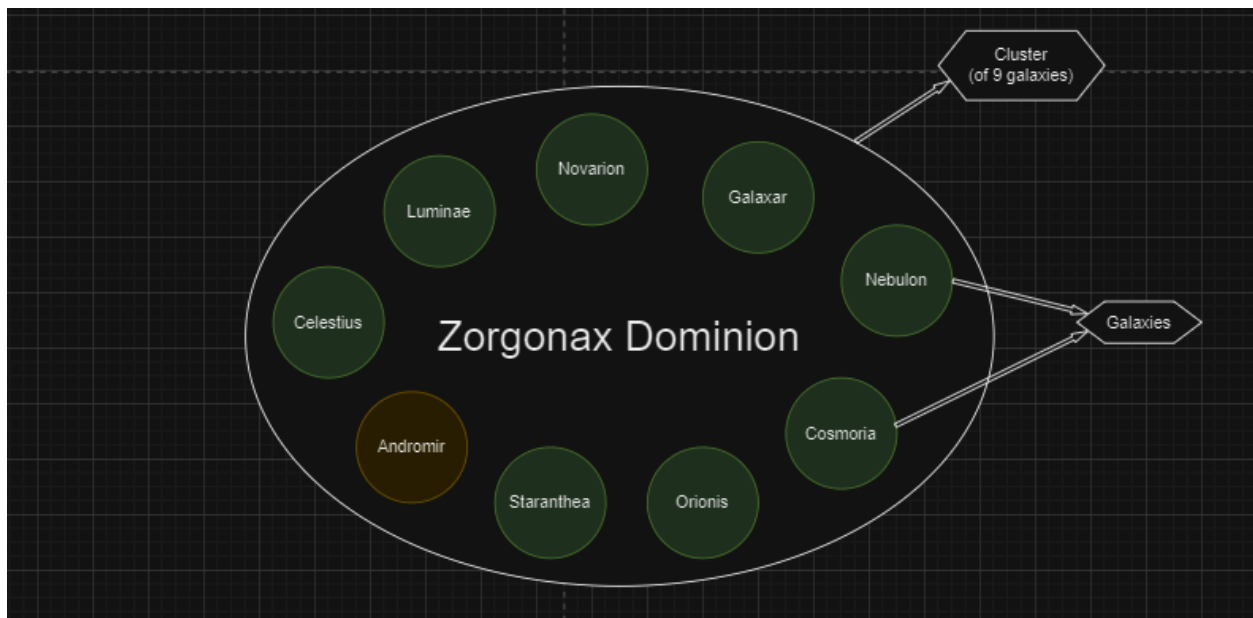 Cluster
(of 9 galaxies)
Novarion
Galaxar
Luminae
Nebulon
Celestius
Galaxies
Zorgonax Dominion
Andromir
Cosmoria
Staranthea
Orionis